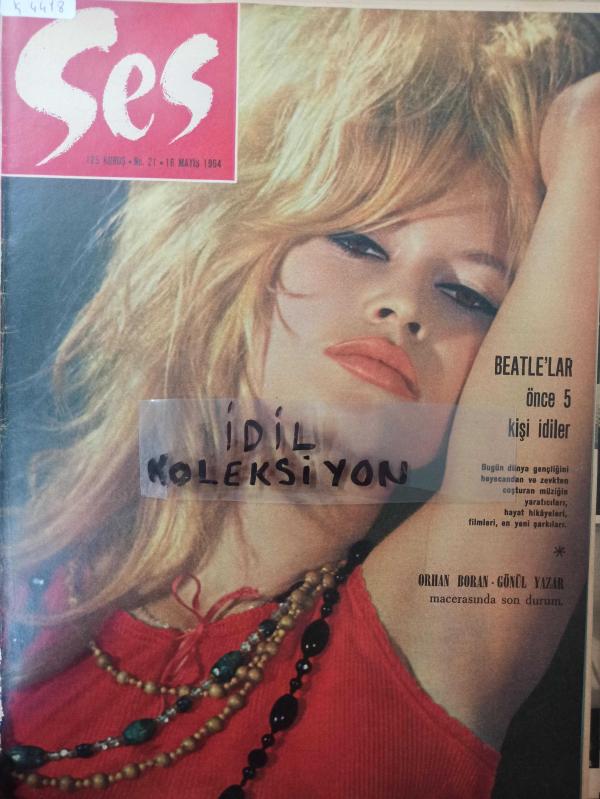 Ş 4418
Ses
125 KURUŞ • No. 21 • 16 MAYIS 1964
BEATLE'LAR
önce 5
kişi idiler
Bugün dünya gençliğini
heyecandan ve zevkten
coşturan müziğin
yaratıcıları,
hayat hikâyeleri,
filmleri, en yeni şarkıları.
*
ORHAN BORAN - GÖNÜL YAZAR
macerasında son durum.
İDİL
KOLEKSİYON